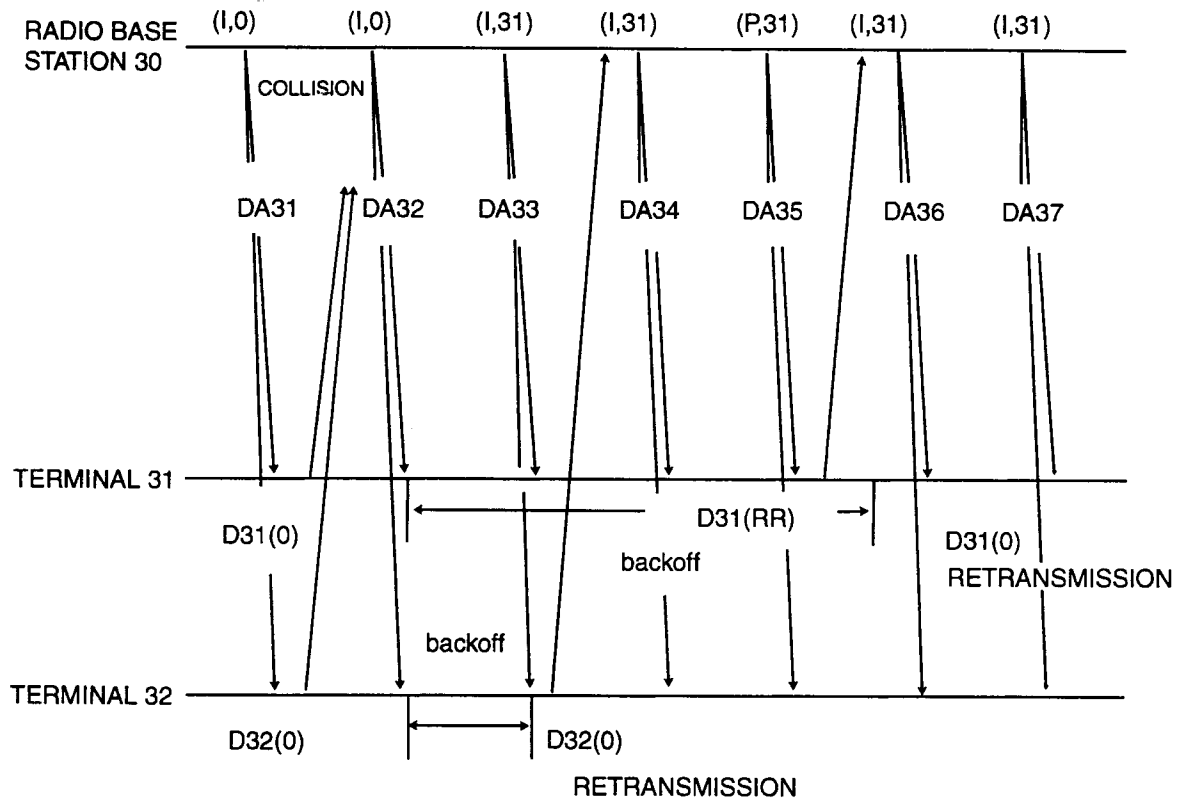 (I,0) (I,0) (I,31) (I,31) (P,31) (I,31) (I,31)
RADIO BASE
STATION 30
COLLISION
DA31 DA32 DA33 DA34 DA35 DA36 DA37
TERMINAL 31
D31(0) D31(RR) D31(0)
backoff RETRANSMISSION
backoff
TERMINAL 32
D32(0) D32(0)
RETRANSMISSION